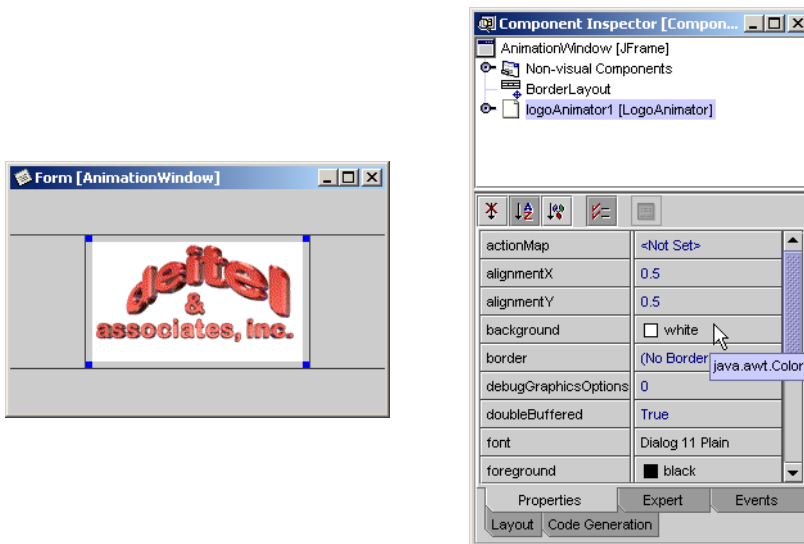 Form [AnimationWindow]
deitel
&
associates, inc.
Component Inspector [Compon...
AnimationWindow [JFrame]
Non-visual Components
BorderLayout
logoAnimator1 [LogoAnimator]
actionMap <Not Set>
alignmentX 0.5
alignmentY 0.5
background white
border (No Border
java.awt.Color
debugGraphicsOptions 0
doubleBuffered True
font Dialog 11 Plain
foreground black
Properties Expert Events
Layout Code Generation